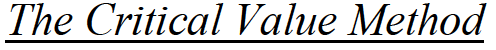 The Critical Value Method